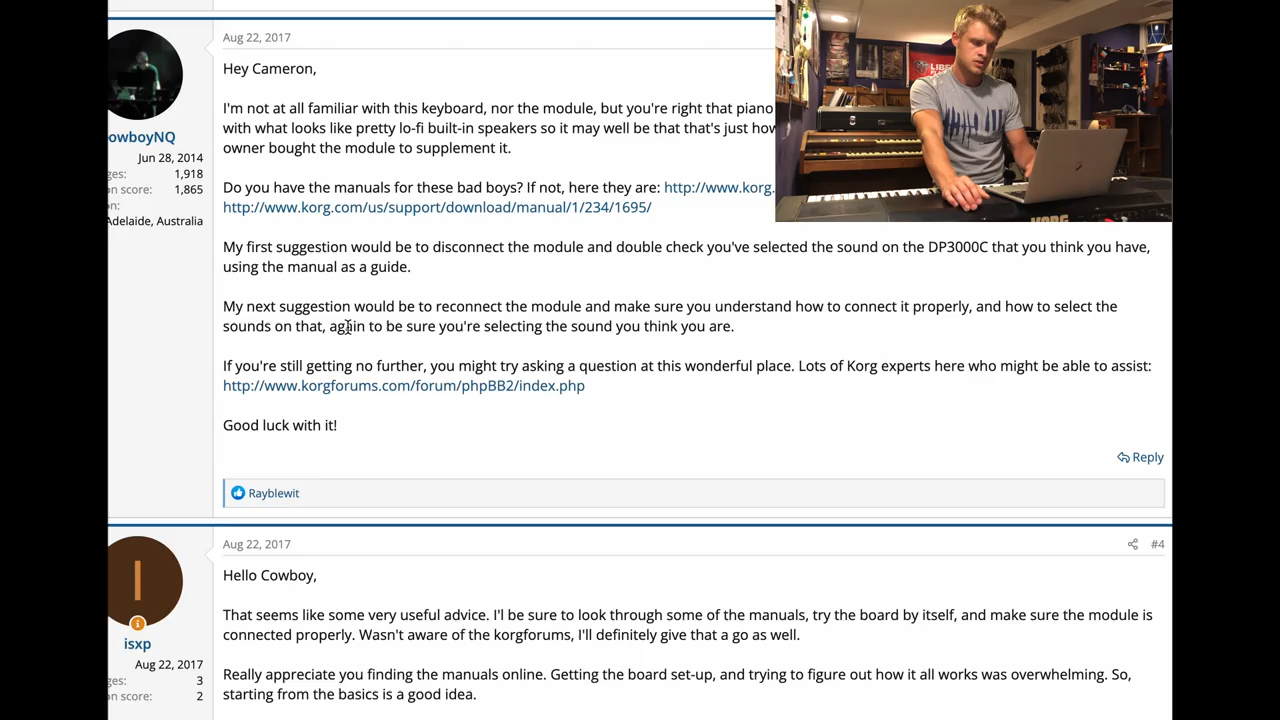 Aug 22, 2017
Hey Cameron,
I'm not at all familiar with this keyboard, nor the module, but you're right that piano
with what looks like pretty lo-fi built-in speakers so it may well be that that's just how
owner bought the module to supplement it.
Do you have the manuals for these bad boys? If not, here they are: http://www.korg.
http://www.korg.com/us/support/download/manual/1/234/1695/
My first suggestion would be to disconnect the module and double check you've selected the sound on the DP3000C that you think you have,
using the manual as a guide.
My next suggestion would be to reconnect the module and make sure you understand how to connect it properly, and how to select the
sounds on that, again to be sure you're selecting the sound you think you are.
If you're still getting no further, you might try asking a question at this wonderful place. Lots of Korg experts here who might be able to assist:
http://www.korgforums.com/forum/phpBB2/index.php
Good luck with it!
Reply
Rayblewit
owboyNQ
Jun 28, 2014
ges: 1,918
on score: 1,865
on:
Adelaide, Australia
KORG
Aug 22, 2017
#4
Hello Cowboy,
That seems like some very useful advice. I'l be sure to look through some of the manuals, try the board by itself, and make sure the module is
connected properly. Wasn't aware of the korgforums, I'll definitely give that a go as well.
Really appreciate you finding the manuals online. Getting the board set-up, and trying to figure out how it all works was overwhelming. So,
starting from the basics is a good idea.
I
isxp
Aug 22, 2017
ges: 3
on score: 2